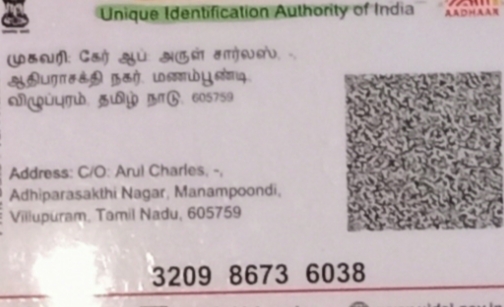 Unique Identification Authority of India
AADHAAR
முகவரி: கேர் ஆப். அருள் சார்லஸ், -,
ஆதிபராசக்தி நகர், மணம்பூண்டி,
விழுப்புரம், தமிழ் நாடு, 605759
Address: C/O: Arul Charles, -,
Adhiparasakthi Nagar, Manampoondi,
Villupuram, Tamil Nadu, 605759
3209 8673 6038